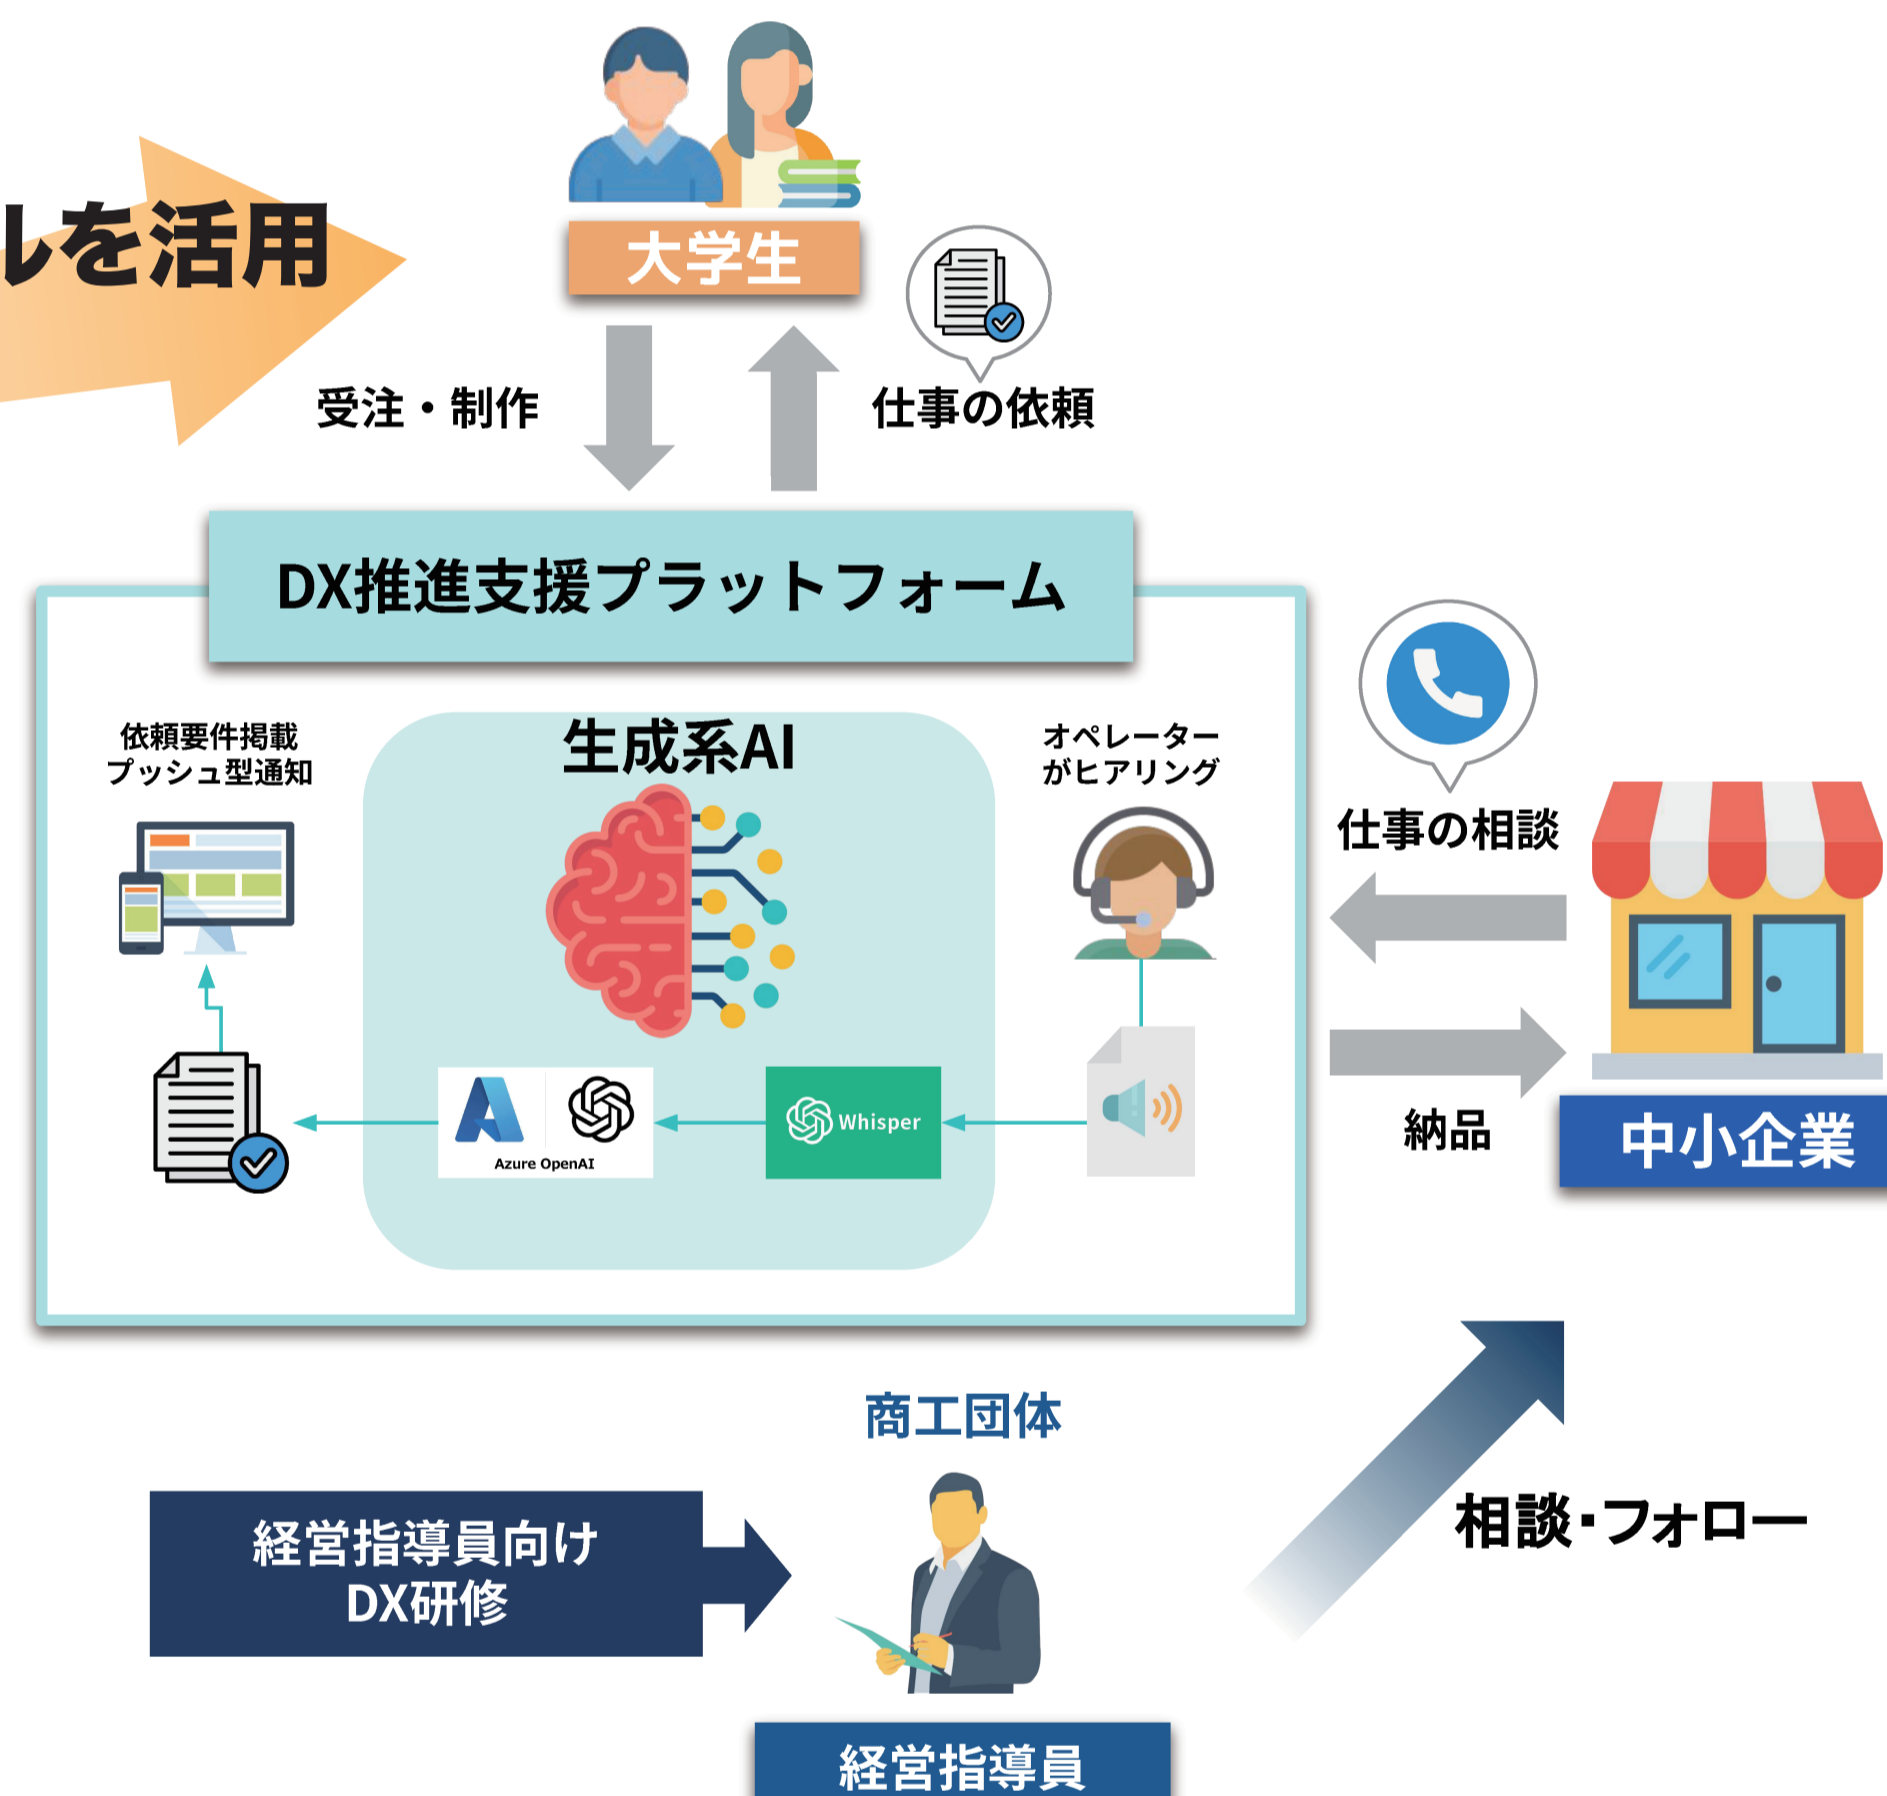 ルを活用
大学生
受注・制作
仕事の依頼
DX推進支援プラットフォーム
依頼要件掲載
プッシュ型通知
生成系AI
オペレーター
がヒアリング
仕事の相談
Azure OpenAI
Whisper
納品
中小企業
商工団体
経営指導員向け
DX研修
相談・フォロー
経営指導員